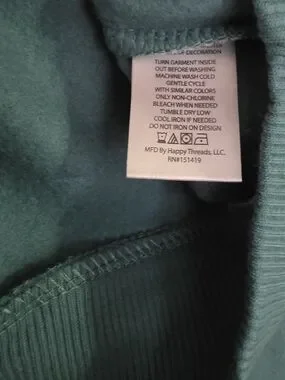 OF DECORATION
TURN GARMENT INSIDE
OUT BEFORE WASHING
MACHINE WASH COLD
GENTLE CYCLE
WITH SIMILAR COLORS
ONLY NON-CHLORINE
BLEACH WHEN NEEDED
TUMBLE DRY LOW
COOL IRON IF NEEDED
DO NOT IRON ON DESIGN
MFD By Happy Threads, LLC.
RN#151419